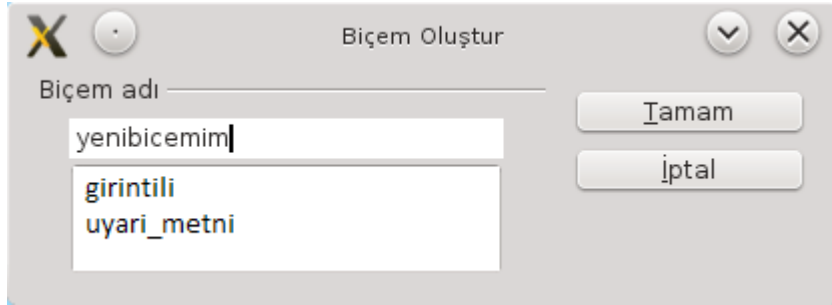 Biçem Oluştur
Biçem adı
yenibicemim
girintili
uyari_metni
Tamam
İptal